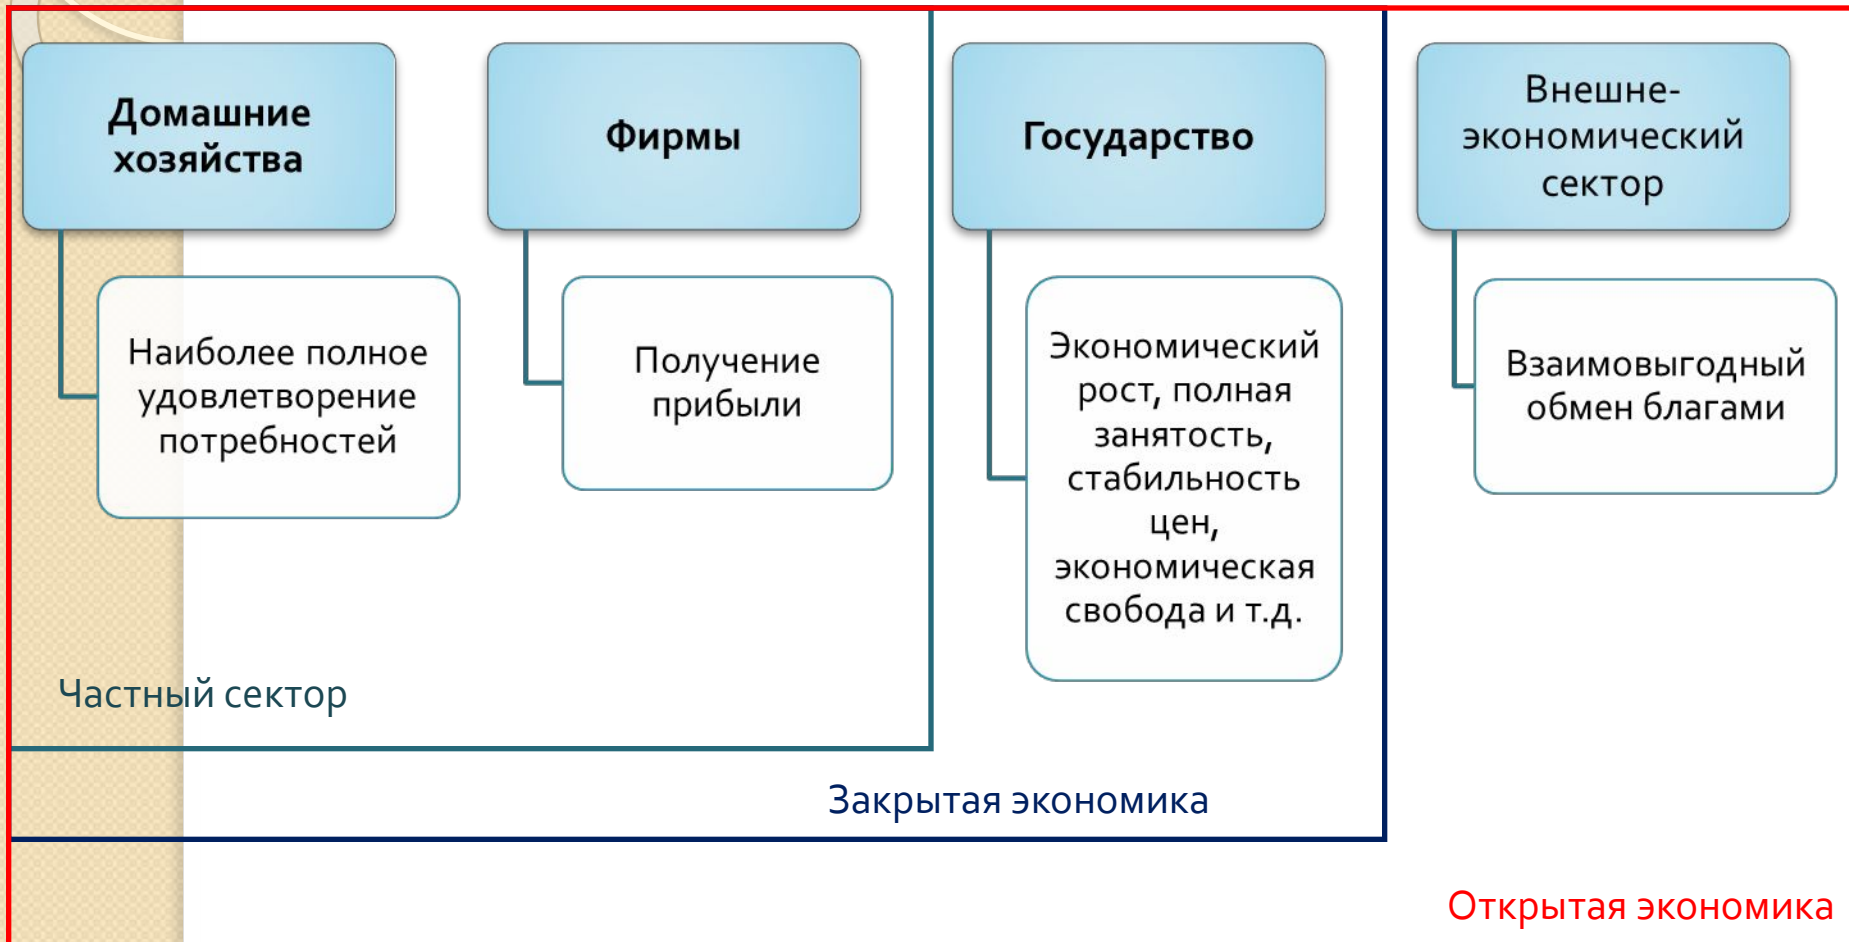 Домашние
хозяйства
Фирмы
Государство
Внешне-
экономический
сектор
Наиболее полное
удовлетворение
потребностей
Получение
прибыли
Экономический
рост, полная
занятость,
стабильность
цен,
экономическая
свобода и т.д.
Взаимовыгодный
обмен благами
Частный сектор
Закрытая экономика
Открытая экономика